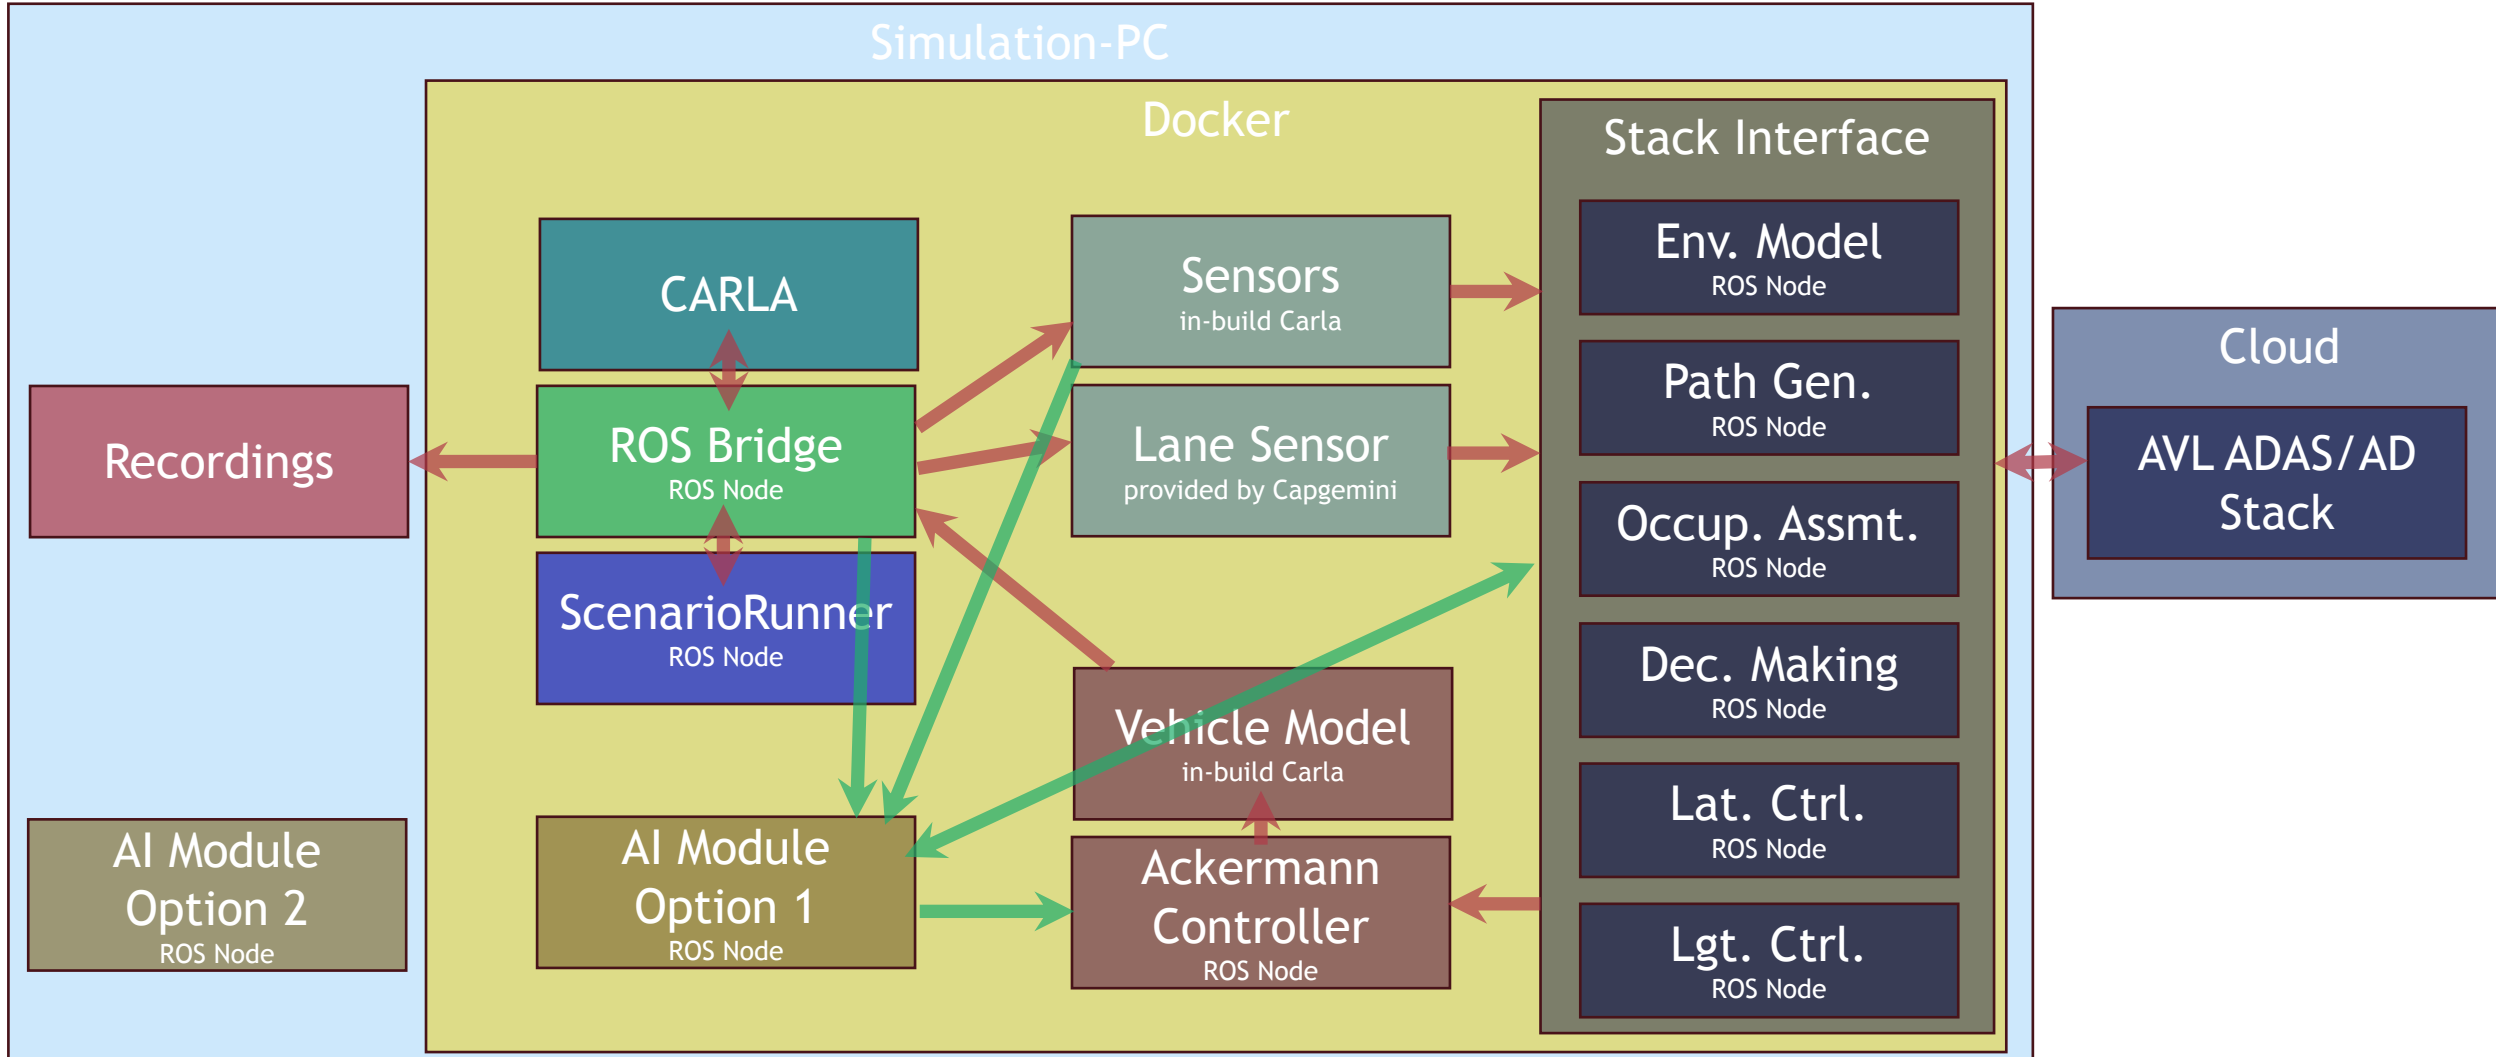 Simulation-PC
Docker
Stack Interface
CARLA
Sensors
in-build Carla
Env. Model
ROS Node
Cloud
Path Gen.
ROS Node
Recordings
ROS Bridge
ROS Node
Lane Sensor
provided by Capgemini
AVL ADAS/AD
Stack
Occup. Assmt.
ROS Node
ScenarioRunner
ROS Node
Dec. Making
ROS Node
Vehicle Model
in-build Carla
Lat. Ctrl.
ROS Node
AI Module
Option 2
ROS Node
AI Module
Option 1
ROS Node
Ackermann
Controller
ROS Node
Lgt. Ctrl.
ROS Node